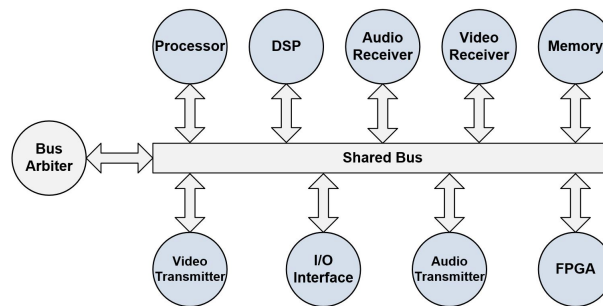 Processor
DSP
Audio
Receiver
Video
Receiver
Memory
Bus
Arbiter
Shared Bus
Video
Transmitter
I/O
Interface
Audio
Transmitter
FPGA